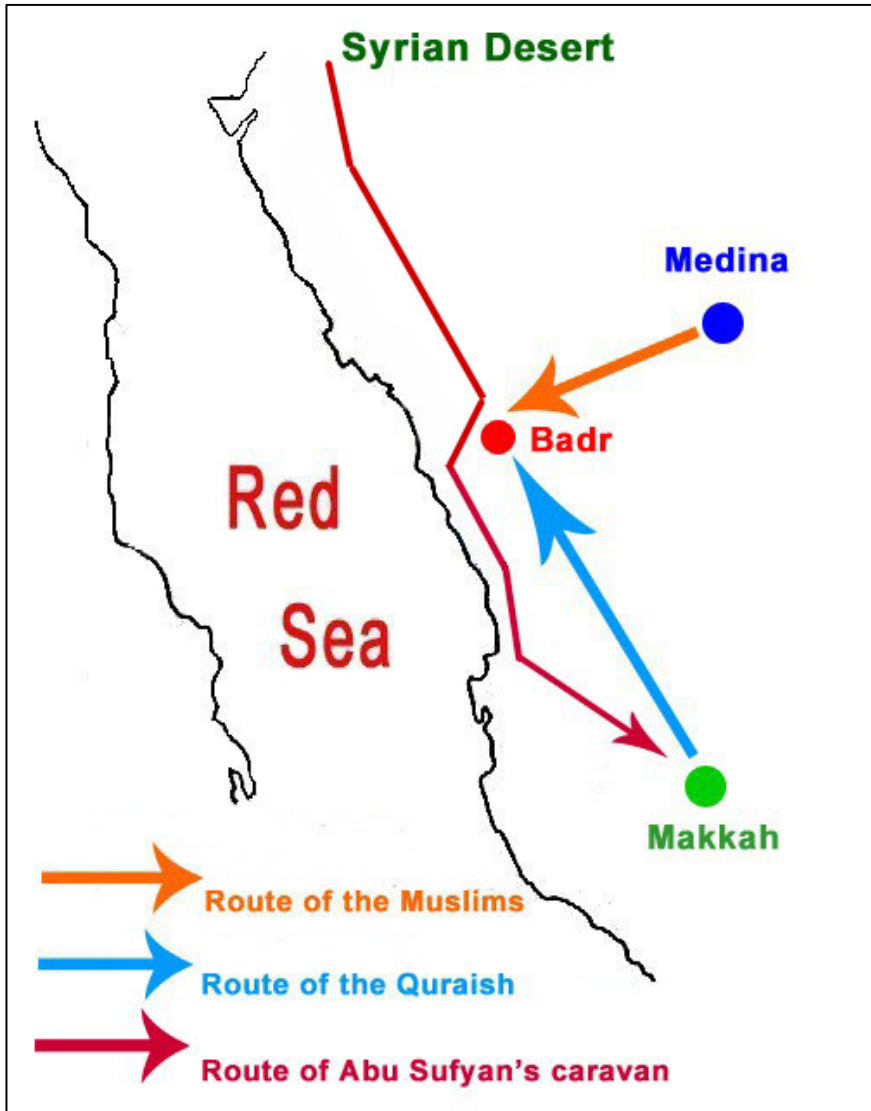 Syrian Desert
Medina
Badr
Red
Sea
Makkah
Route of the Muslims
Route of the Quraish
Route of Abu Sufyan's caravan